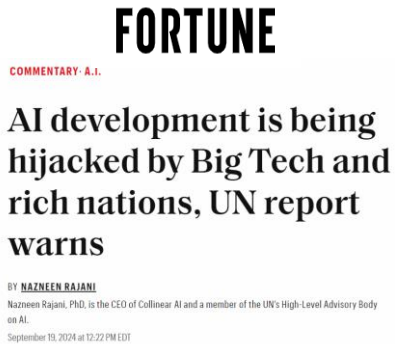 FORTUNE
COMMENTARY· A.I.
AI development is being
hijacked by Big Tech and
rich nations, UN report
warns
BY NAZNEEN RAJANI
Nazneen Rajani, PhD, is the CEO of Collinear AI and a member of the UN's High-Level Advisory Body
on AI.
September 19, 2024 at 12:22 PM EDT